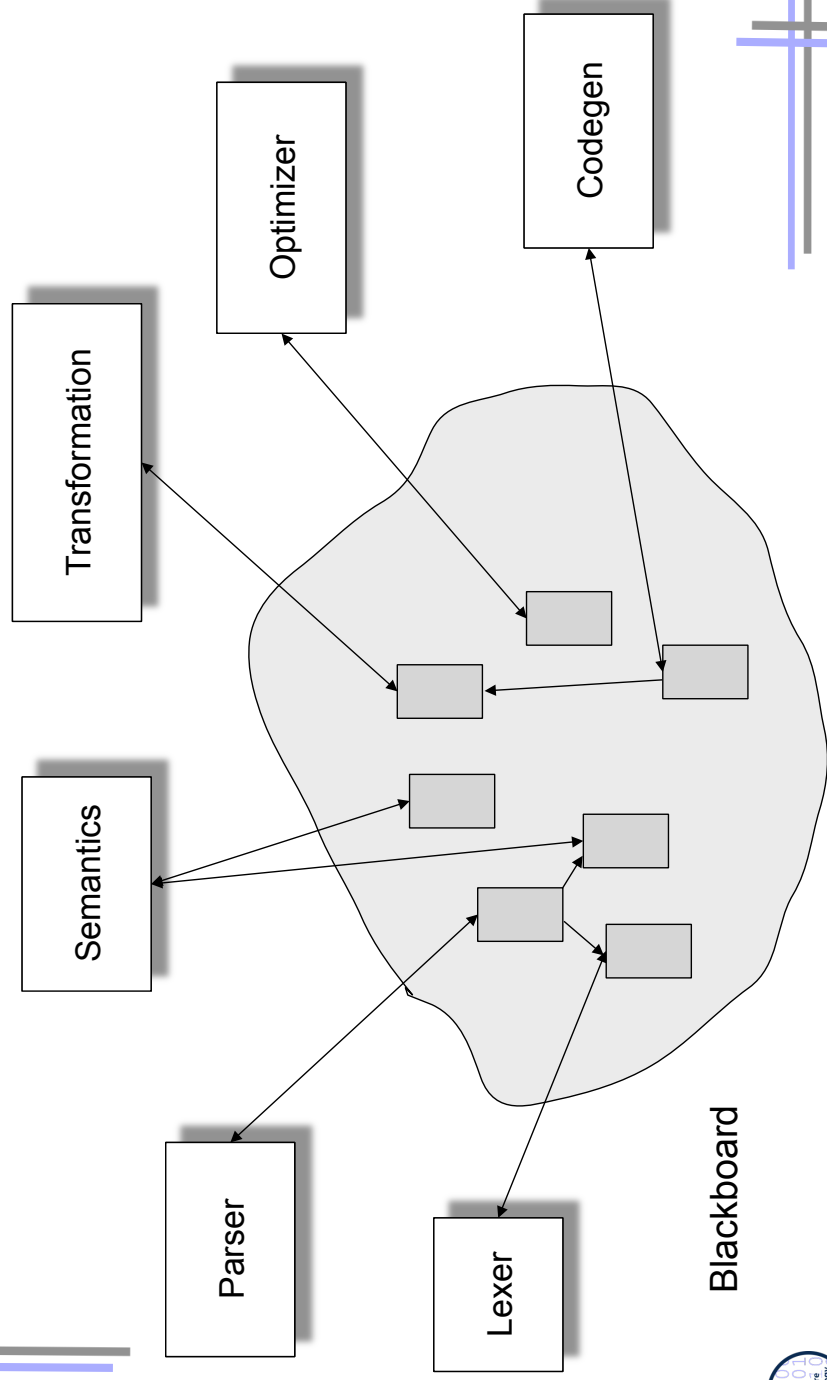 Transformation
Semantics
Optimizer
Parser
Codegen
Lexer
Blackboard